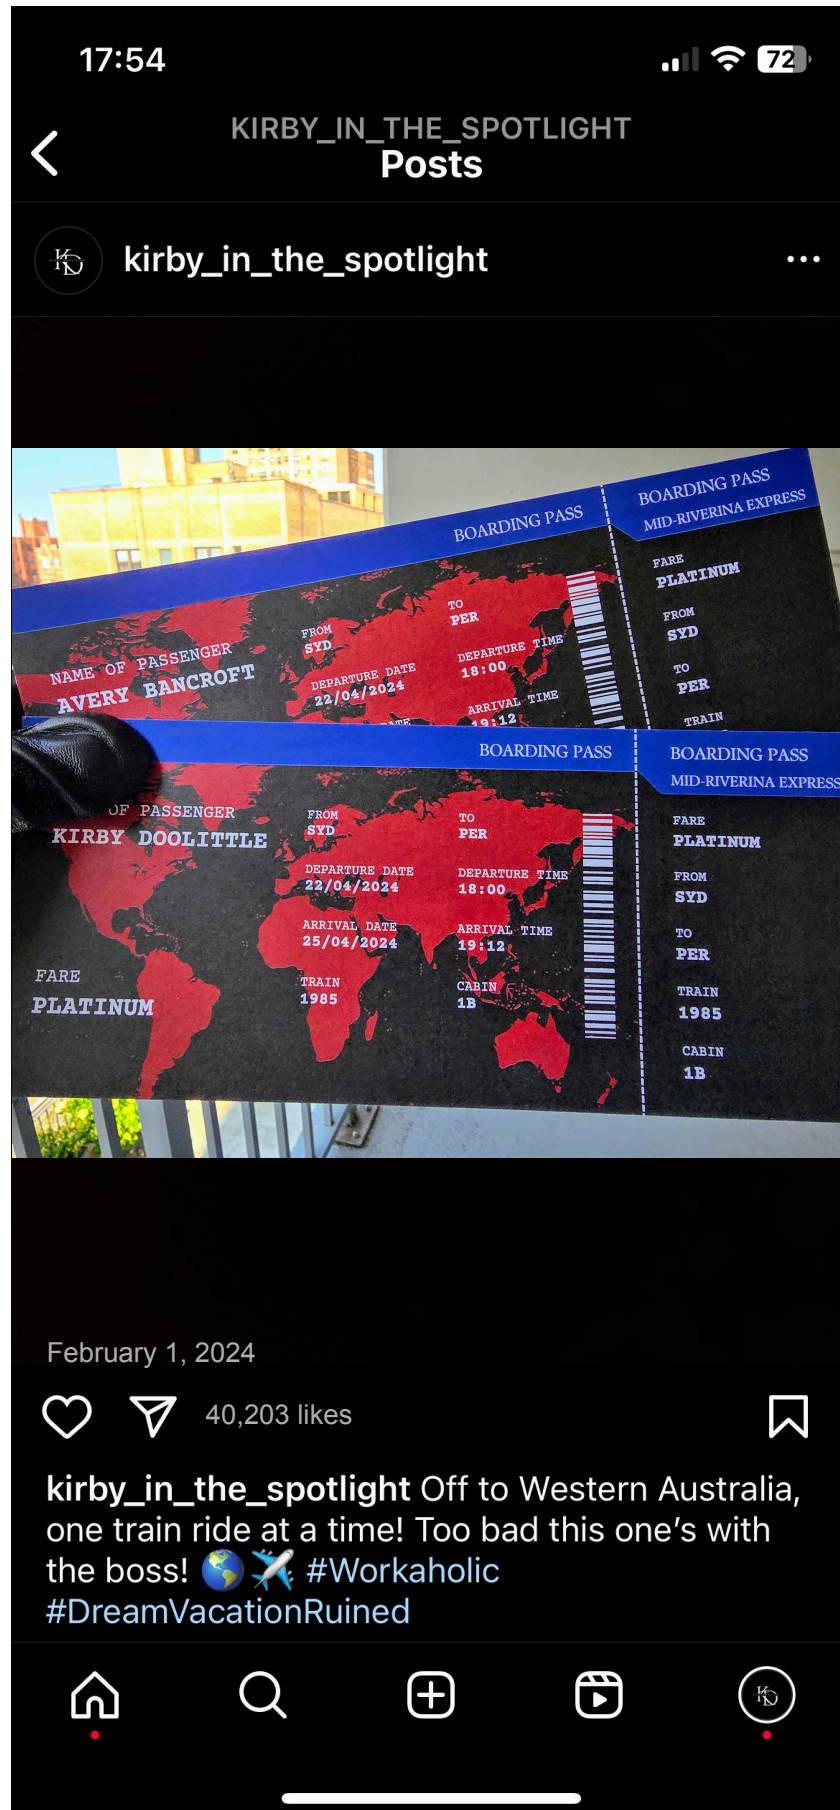 17:54
72
KIRBY_IN_THE_SPOTLIGHT
Posts
kirby_in_the_spotlight
BOARDING PASS
NAME OF PASSENGER
AVERY BANCROFT
FROM
SYD
TO
PER
DEPARTURE DATE
22/04/2024
DEPARTURE TIME
18:00
ARRIVAL TIME
19:12
BOARDING PASS
MID-RIVERINA EXPRESS
FARE
PLATINUM
FROM
SYD
TO
PER
TRAIN
BOARDING PASS
OF PASSENGER
KIRBY DOOLITTLE
FARE
PLATINUM
FROM
SYD
TO
PER
DEPARTURE DATE
22/04/2024
DEPARTURE TIME
18:00
ARRIVAL DATE
25/04/2024
ARRIVAL TIME
19:12
TRAIN
1985
CABIN
1B
BOARDING PASS
MID-RIVERINA EXPRESS
FARE
PLATINUM
FROM
SYD
TO
PER
TRAIN
1985
CABIN
1B
February 1, 2024
40,203 likes
kirby_in_the_spotlight Off to Western Australia,
one train ride at a time! Too bad this one's with
the boss! 🌎✈️ #Workaholic
#DreamVacationRuined